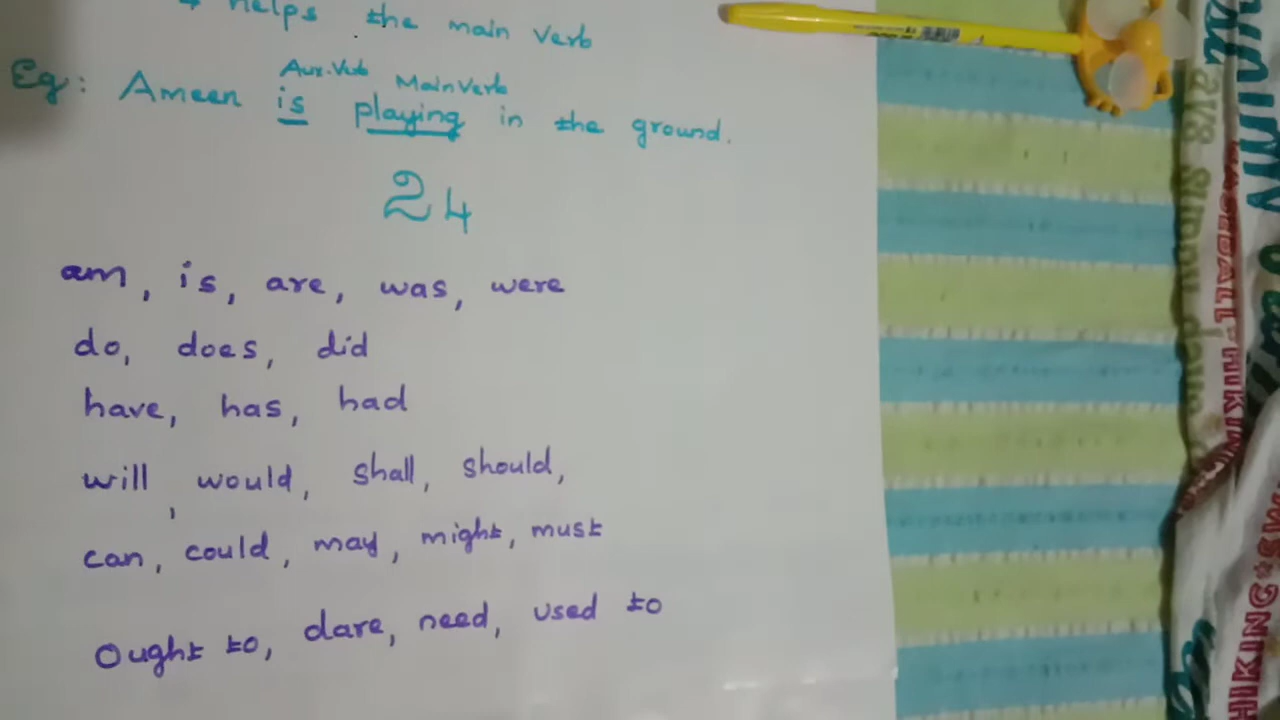 helps the main verb
Aux.Verb Main Verb
Eg: Ameen is playing in the ground.
24
am, is, are, was, were
do, does, did
have, has, had
will, would, shall, should,
can, could, may, might, must
Ought to, dare, need, used to